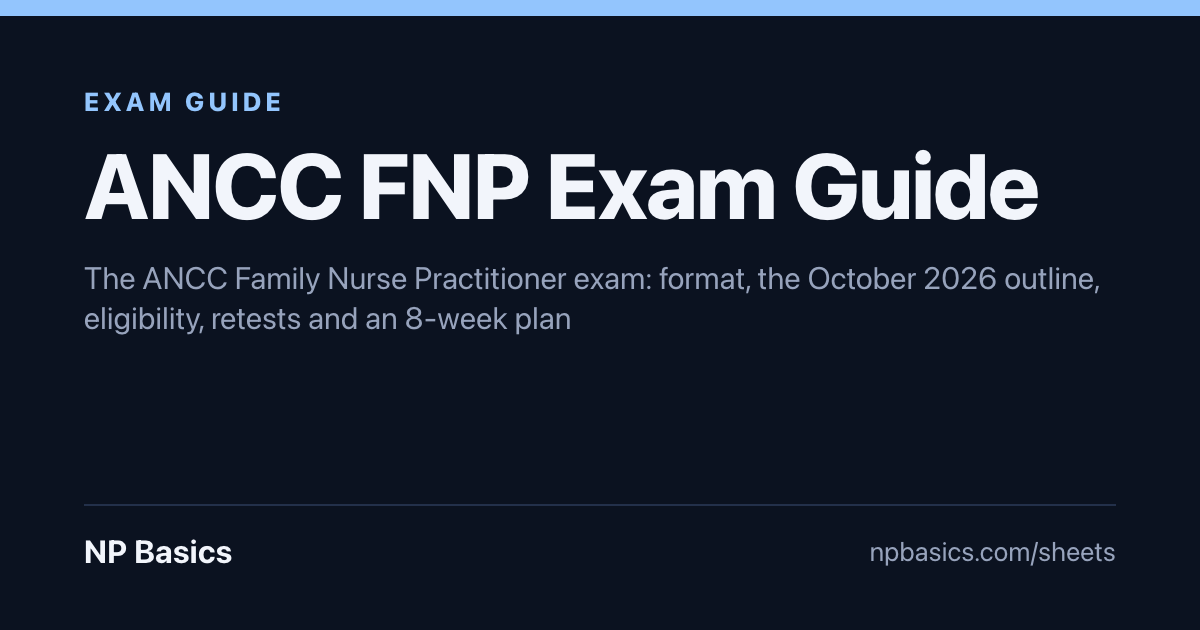 EXAM GUIDE
ANCC FNP Exam Guide
The ANCC Family Nurse Practitioner exam: format, the October 2026 outline,
eligibility, retests and an 8-week plan
NP Basics
npbasics.com/sheets